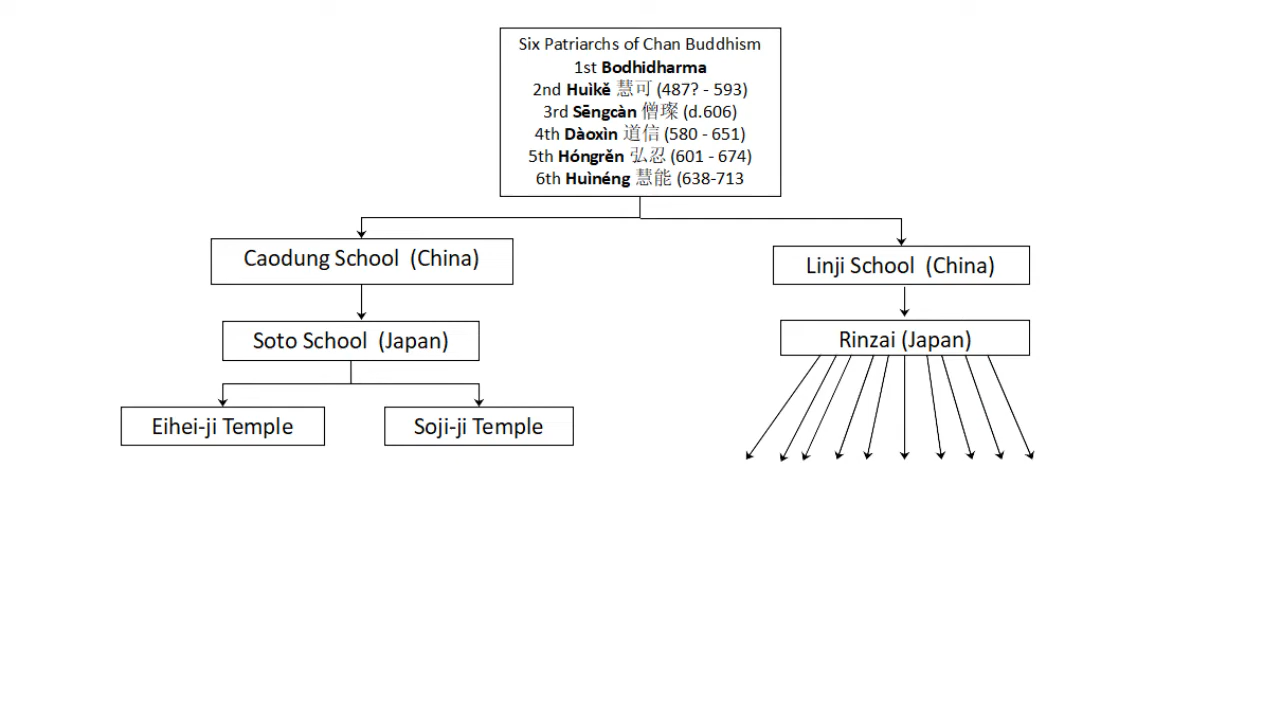 Six Patriarchs of Chan Buddhism
1st Bodhidharma
2nd Huìkě 慧可 (487? - 593)
3rd Sēngcàn 僧璨 (d.606)
4th Dàoxìn 道信 (580 - 651)
5th Hóngrěn 弘忍 (601 - 674)
6th Huìnéng 慧能 (638-713
Caodung School (China)
Linji School (China)
Soto School (Japan)
Rinzai (Japan)
Eihei-ji Temple
Soji-ji Temple